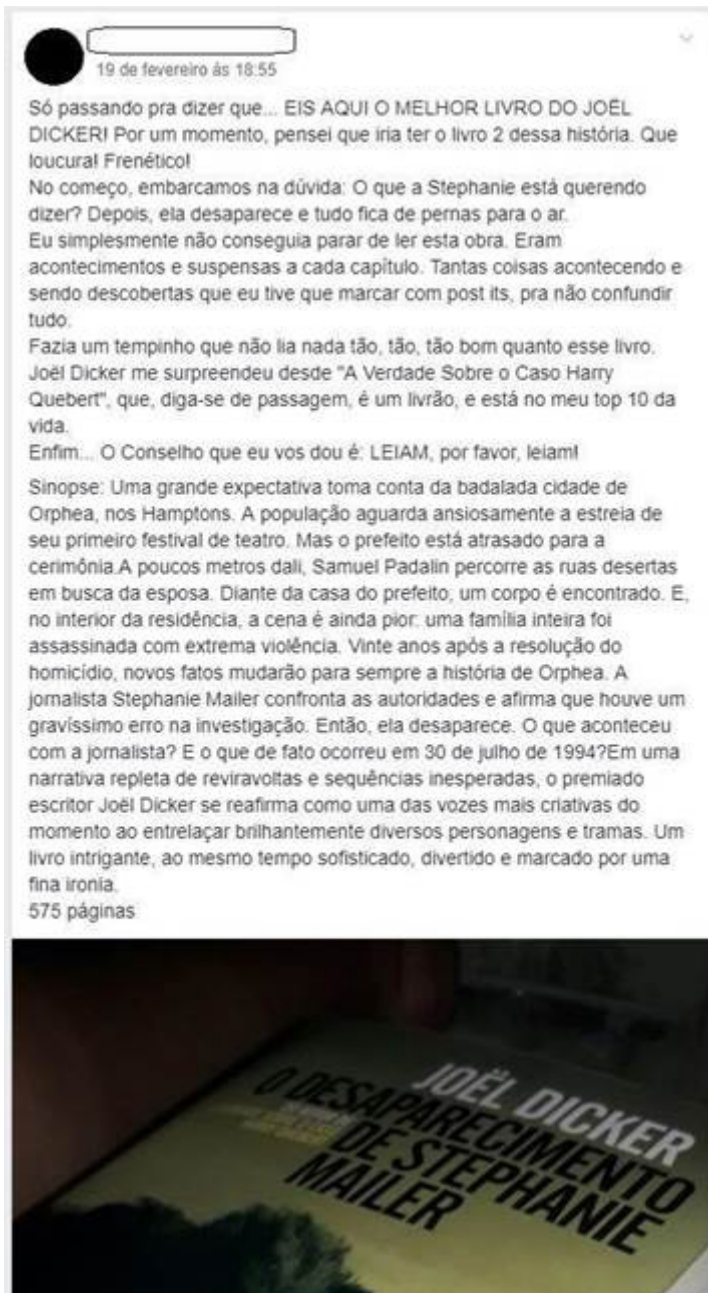 19 de fevereiro ás 18:55
Só passando pra dizer que... EIS AQUI O MELHOR LIVRO DO JOËL
DICKER! Por um momento, pensei que iria ter o livro 2 dessa história. Que
loucura! Frenético!
No começo, embarcamos na dúvida: O que a Stephanie está querendo
dizer? Depois, ela desaparece e tudo fica de pernas para o ar.
Eu simplesmente não conseguia parar de ler esta obra. Eram
acontecimentos e suspensas a cada capítulo. Tantas coisas acontecendo e
sendo descobertas que eu tive que marcar com post its, pra não confundir
tudo.
Fazia um tempinho que não lia nada tão, tão, tão bom quanto esse livro.
Joël Dicker me surpreendeu desde "A Verdade Sobre o Caso Harry
Quebert", que, diga-se de passagem, é um livrão, e está no meu top 10 da
vida.
Enfim... O Conselho que eu vos dou é: LEIAM, por favor, leiam!
Sinopse: Uma grande expectativa toma conta da badalada cidade de
Orphea, nos Hamptons. A população aguarda ansiosamente a estreia de
seu primeiro festival de teatro. Mas o prefeito está atrasado para a
cerimônia.A poucos metros dali, Samuel Padalin percorre as ruas desertas
em busca da esposa. Diante da casa do prefeito, um corpo é encontrado. E,
no interior da residência, a cena é ainda pior: uma família inteira foi
assassinada com extrema violência. Vinte anos após a resolução do
homicídio, novos fatos mudarão para sempre a história de Orphea. A
jornalista Stephanie Mailer confronta as autoridades e afirma que houve um
gravíssimo erro na investigação. Então, ela desaparece. O que aconteceu
com a jornalista? E o que de fato ocorreu em 30 de julho de 1994?Em uma
narrativa repleta de reviravoltas e sequências inesperadas, o premiado
escritor Joël Dicker se reafirma como uma das vozes mais criativas do
momento ao entrelaçar brilhantemente diversos personagens e tramas. Um
livro intrigante, ao mesmo tempo sofisticado, divertido e marcado por uma
fina ironia.
575 páginas
JOËL DICKER
O DESAPARECIMENTO
DE STEPHANIE
MAILER